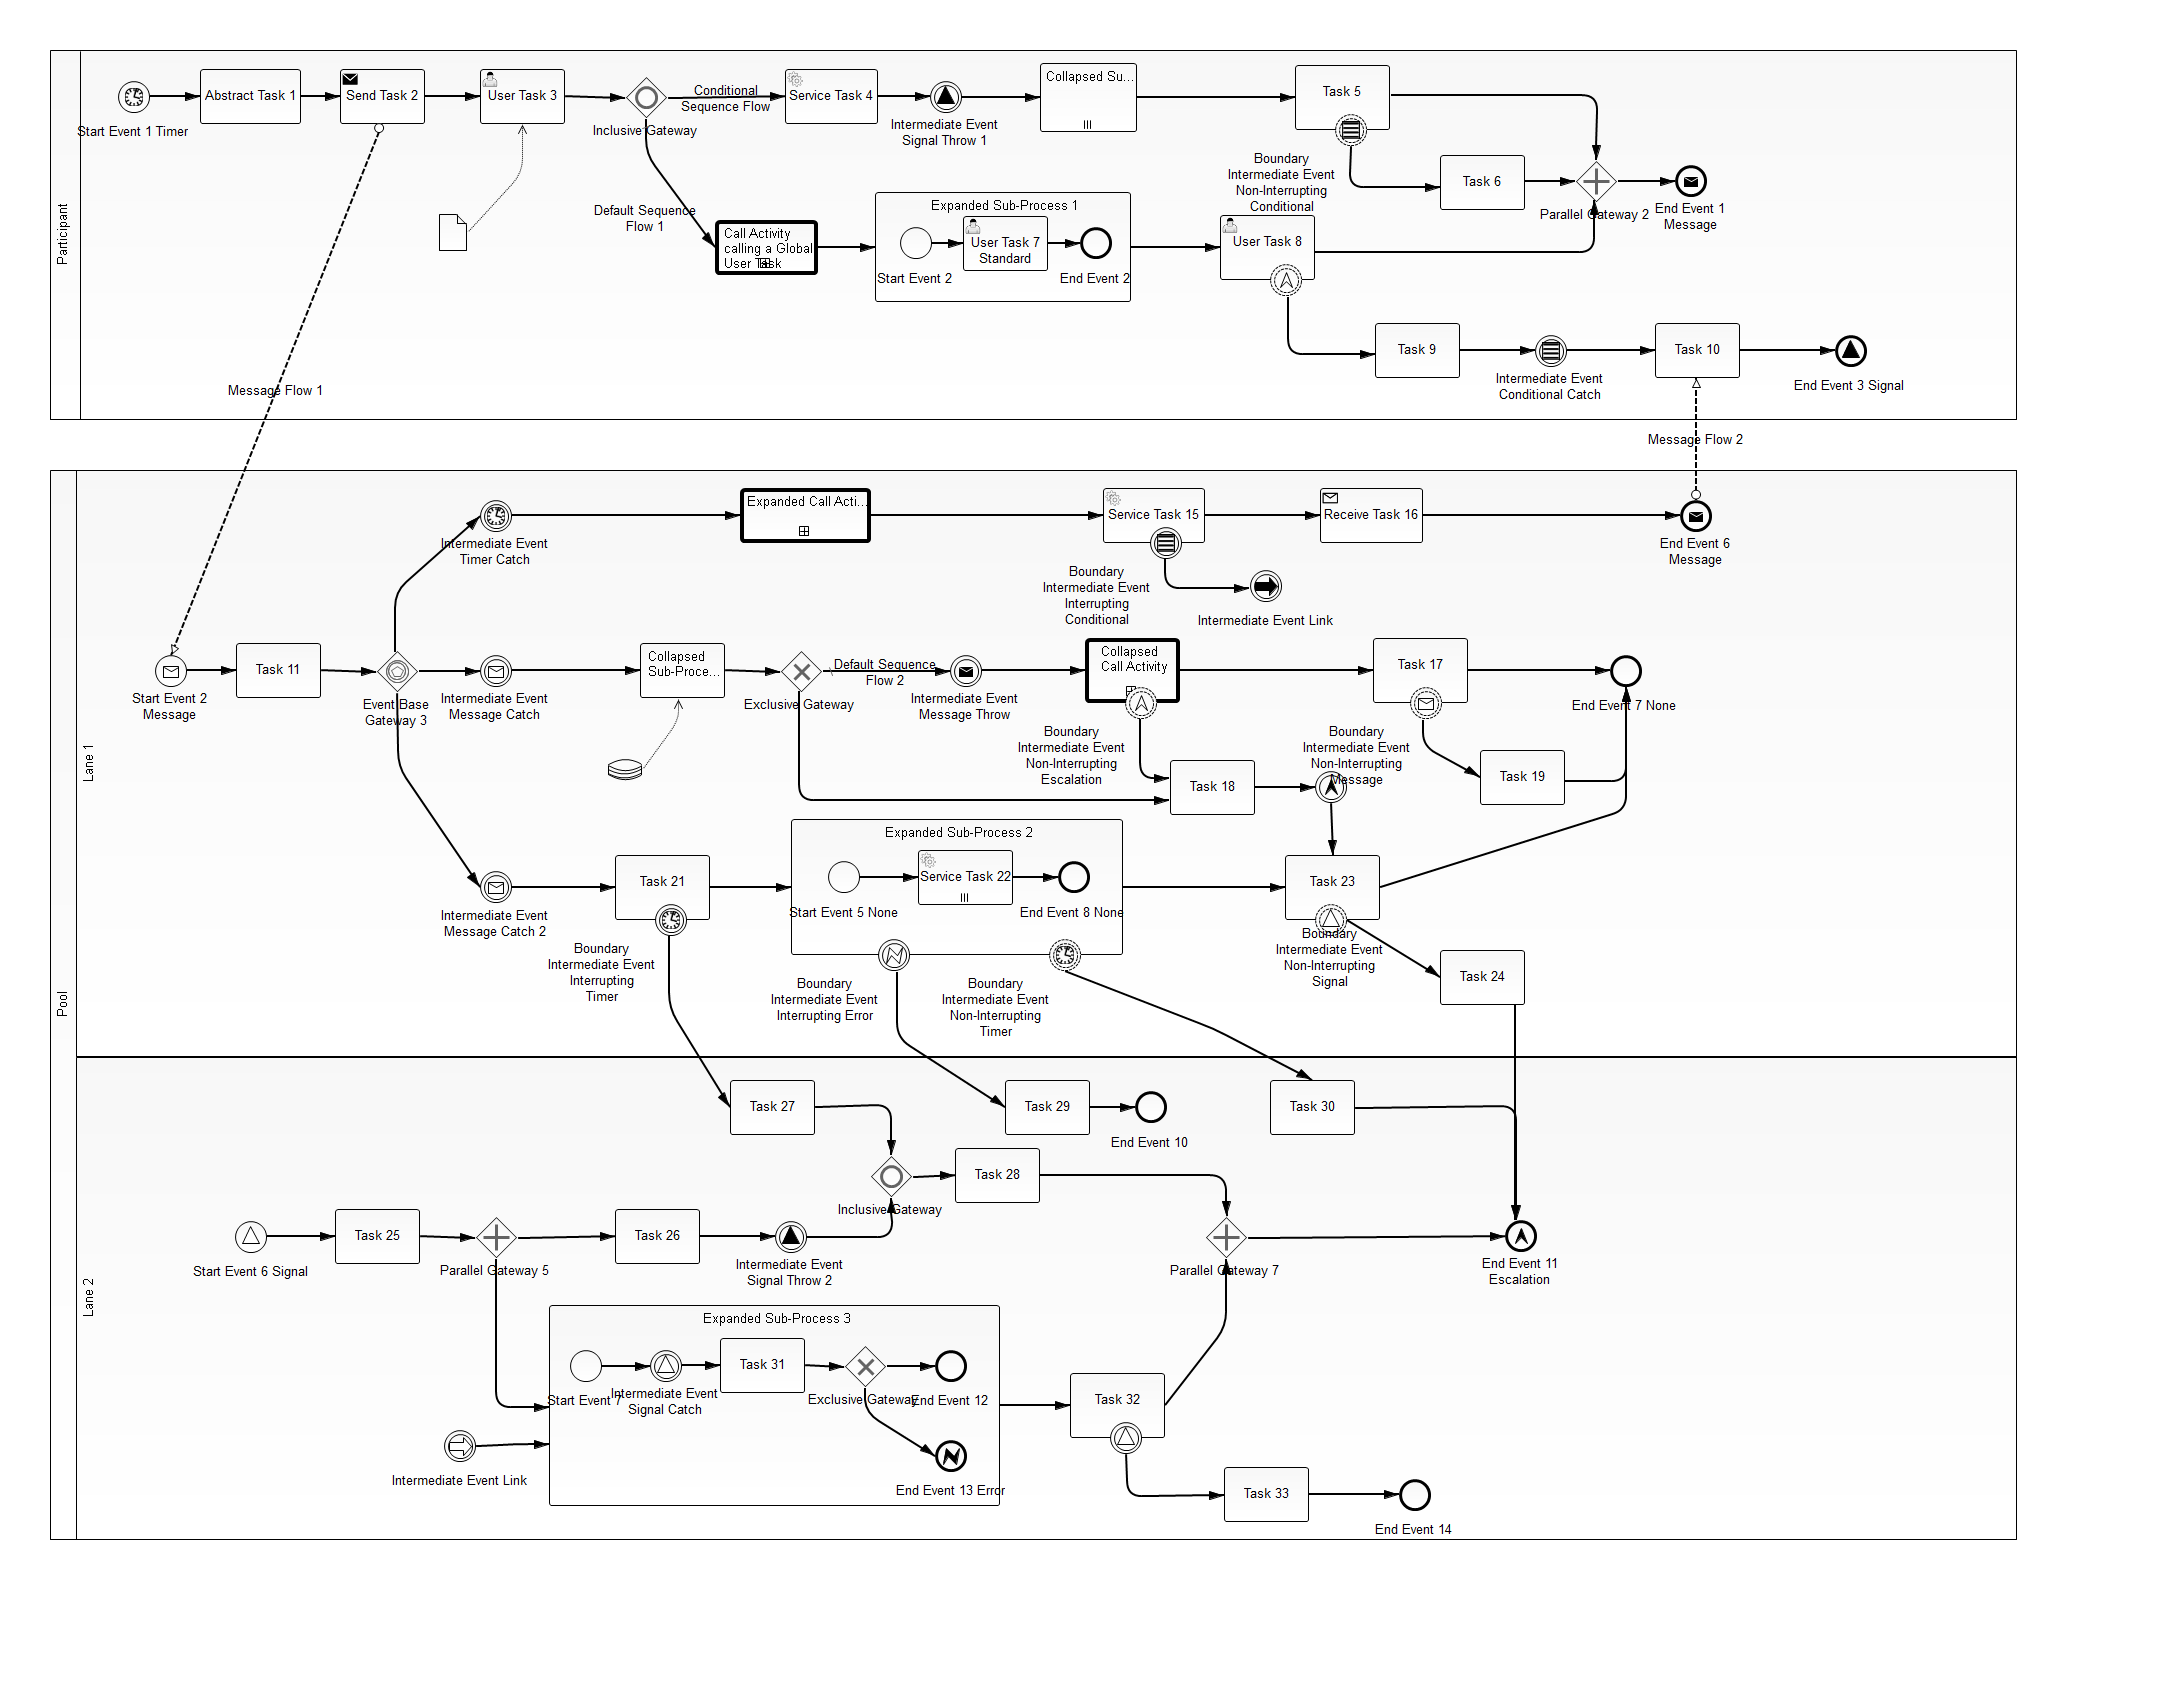 Participant
Start Event 1 Timer
Abstract Task 1
Send Task 2
User Task 3
Inclusive Gateway
Conditional
Sequence Flow
Service Task 4
Intermediate Event
Signal Throw 1
Collapsed Su...
Task 5
Boundary
Intermediate Event
Non-Interrupting
Conditional
Task 6
Parallel Gateway 2
End Event 1
Message
Default Sequence
Flow 1
Call Activity
calling a Global
User Task
Expanded Sub-Process 1
Start Event 2
User Task 7
Standard
End Event 2
User Task 8
Task 9
Intermediate Event
Conditional Catch
Task 10
End Event 3 Signal
Message Flow 1
Message Flow 2
Pool
Lane 1
Intermediate Event
Timer Catch
Expanded Call Acti...
Service Task 15
Receive Task 16
End Event 6
Message
Boundary
Intermediate Event
Interrupting
Conditional
Intermediate Event Link
Start Event 2
Message
Task 11
Event Base
Gateway 3
Intermediate Event
Message Catch
Collapsed
Sub-Proce...
Exclusive Gateway
Default Sequence
Flow 2
Intermediate Event
Message Throw
Collapsed
Call Activity
Task 17
End Event 7 None
Boundary
Intermediate Event
Non-Interrupting
Escalation
Boundary
Intermediate Event
Non-Interrupting
Message
Task 18
Task 19
Intermediate Event
Message Catch 2
Task 21
Boundary
Intermediate Event
Interrupting
Timer
Expanded Sub-Process 2
Start Event 5 None
Service Task 22
End Event 8 None
Boundary
Intermediate Event
Interrupting Error
Boundary
Intermediate Event
Non-Interrupting
Timer
Task 23
Boundary
Intermediate Event
Non-Interrupting
Signal
Task 24
Lane 2
Task 27
Task 29
End Event 10
Task 30
Inclusive Gateway
Task 28
Start Event 6 Signal
Task 25
Parallel Gateway 5
Task 26
Intermediate Event
Signal Throw 2
Parallel Gateway 7
End Event 11
Escalation
Expanded Sub-Process 3
Start Event 7
Intermediate Event
Signal Catch
Task 31
Exclusive Gateway
End Event 12
End Event 13 Error
Intermediate Event Link
Task 32
Task 33
End Event 14